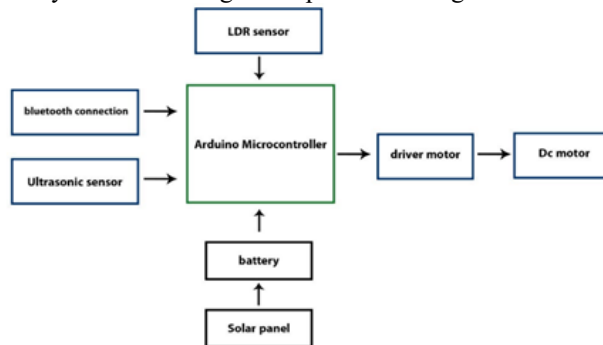 LDR sensor
bluetooth connection
Arduino Microcontroller
driver motor
Dc motor
Ultrasonic sensor
battery
Solar panel